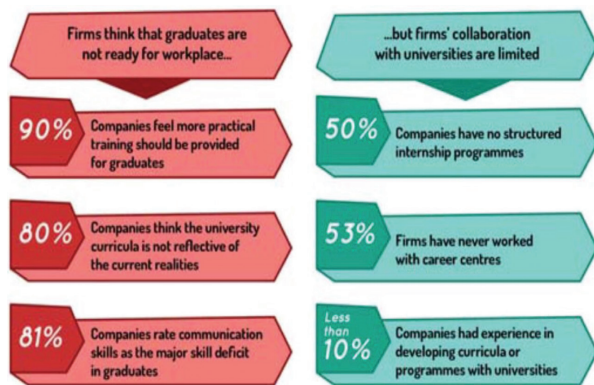 Firms think that graduates are
not ready for workplace...
90%
Companies feel more practical
training should be provided
for graduates
80%
Companies think the university
curricula is not reflective of
the current realities
81%
Companies rate communication
skills as the major skill deficit
in graduates
...but firms' collaboration
with universities are limited
50%
Companies have no structured
internship programmes
53%
Firms have never worked
with career centres
Less
than
10%
Companies had experience in
developing curricula or
programmes with universities